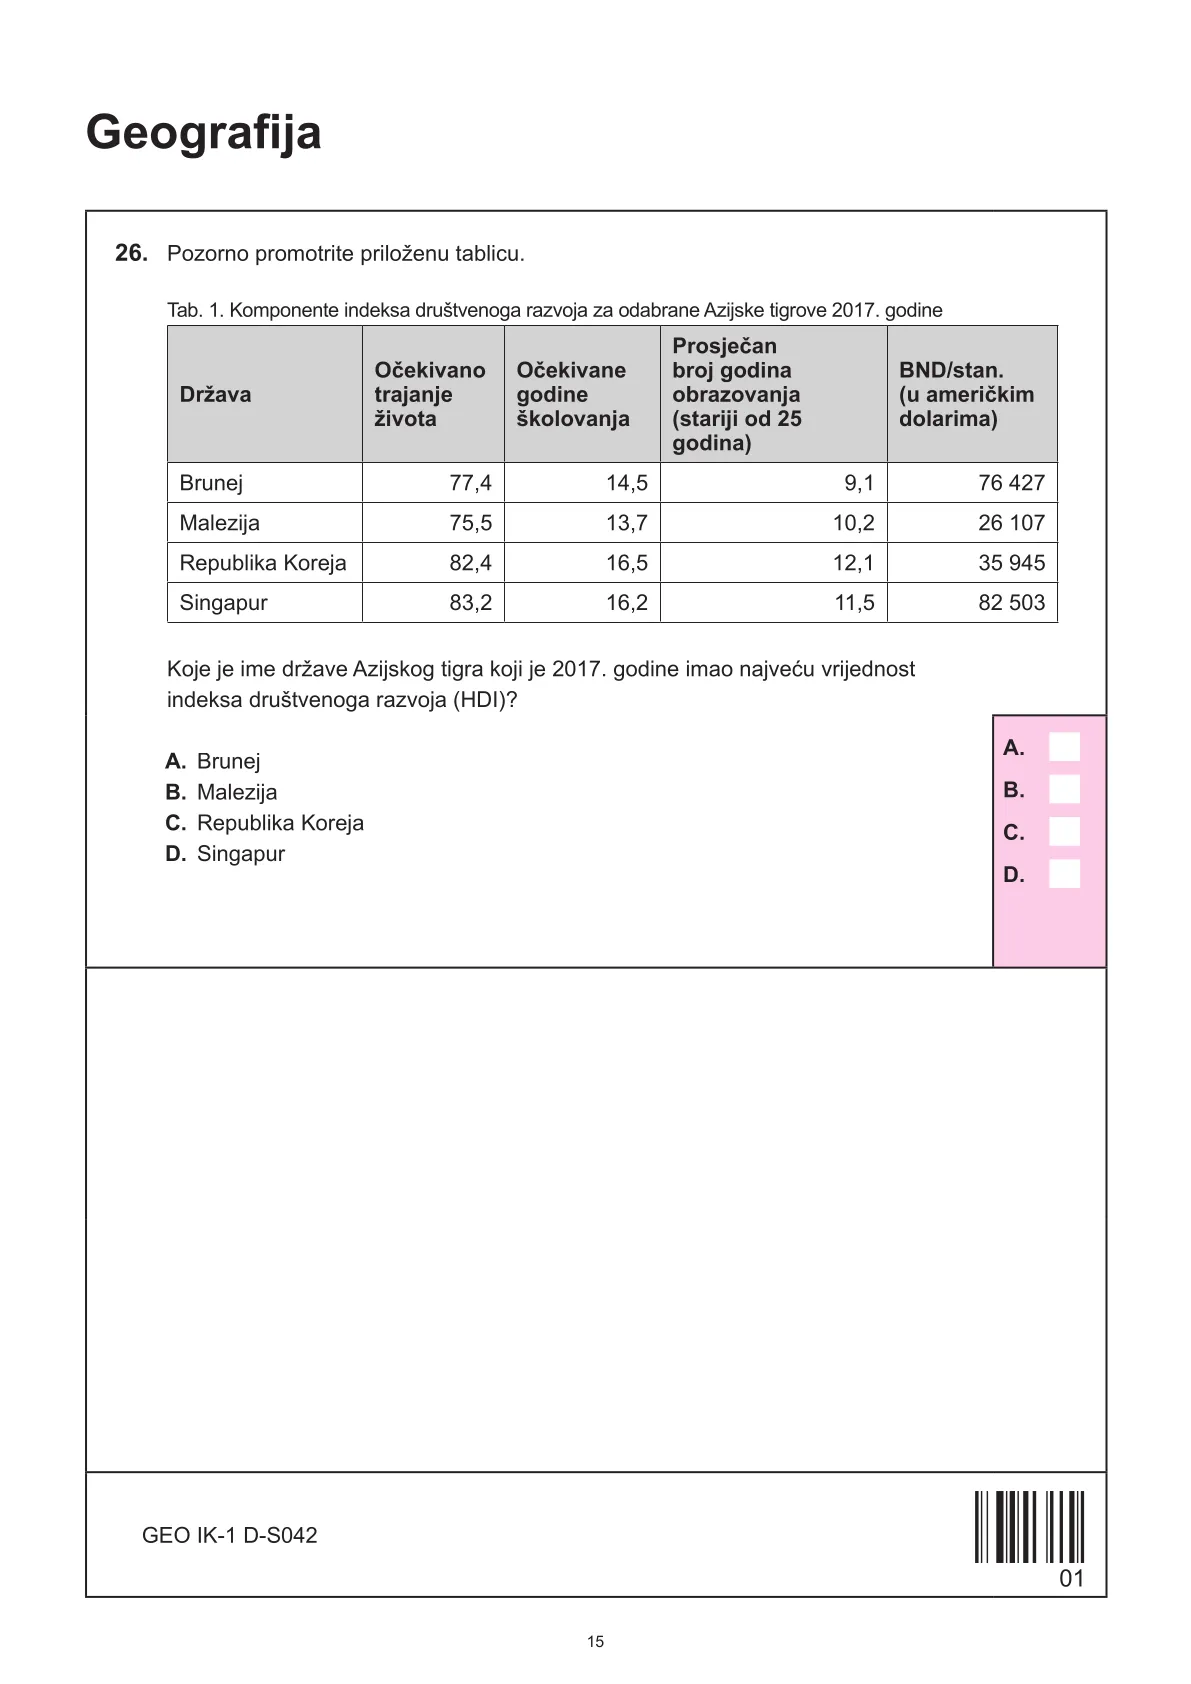 Geografija
26. Pozorno promotrite priloženu tablicu.
Tab. 1. Komponente indeksa društvenoga razvoja za odabrane Azijske tigrove 2017. godine
Država
Očekivano
trajanje
života
Očekivane
godine
školovanja
Prosječan
broj godina
obrazovanja
(stariji od 25
godina)
BND/stan.
(u američkim
dolarima)
Brunej 77,4 14,5 9,1 76 427
Malezija 75,5 13,7 10,2 26 107
Republika Koreja 82,4 16,5 12,1 35 945
Singapur 83,2 16,2 11,5 82 503
Koje je ime države Azijskog tigra koji je 2017. godine imao najveću vrijednost
indeksa društvenoga razvoja (HDI)?
A. Brunej
B. Malezija
C. Republika Koreja
D. Singapur
A.
B.
C.
D.
GEO IK-1 D-S042
01
15